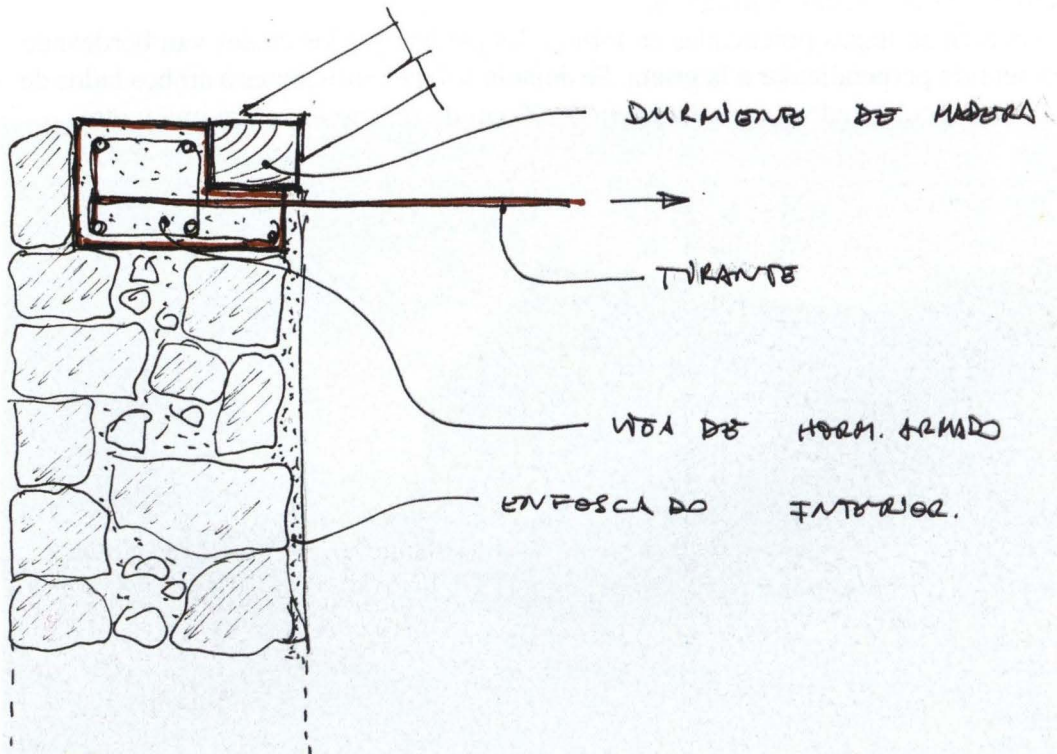 DURMIENTE DE MADERA
TIRANTE
VIGA DE HORM. ARMADO
ENFOSCADO INTERIOR.